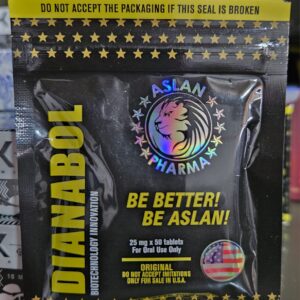 DO NOT ACCEPT THE PACKAGING IF THIS SEAL IS BROKEN
ASLAN
PHARMA
DIANABOL
BIOTECHNOLOGY INNOVATION
BE BETTER!
BE ASLAN!
25 mg x 50 tablets
For Oral Use Only
ORIGINAL
DO NOT ACCEPT IMITATIONS
ONLY FOR SALE IN U.S.A.